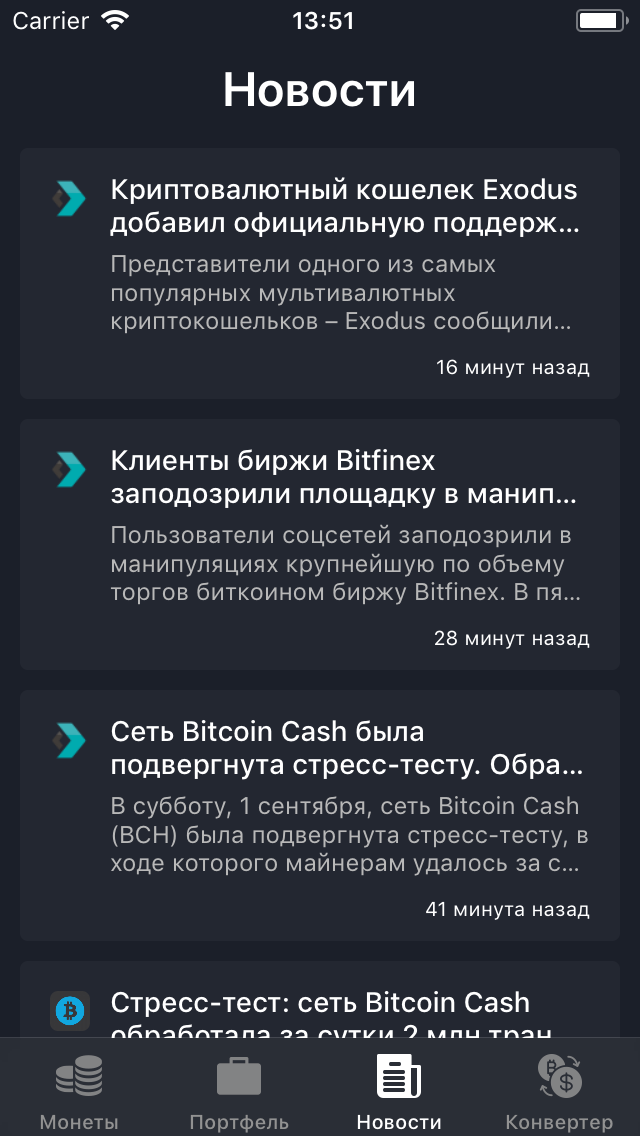 Carrier 13:51
Новости
Криптовалютный кошелек Exodus
добавил официальную поддерж...
Представители одного из самых
популярных мультивалютных
криптокошельков – Exodus сообщили...
16 минут назад
Клиенты биржи Bitfinex
заподозрили площадку в манип...
Пользователи соцсетей заподозрили в
манипуляциях крупнейшую по объему
торгов биткоином биржу Bitfinex. В пя...
28 минут назад
Сеть Bitcoin Cash была
подвергнута стресс-тесту. Обра...
В субботу, 1 сентября, сеть Bitcoin Cash
(BCH) была подвергнута стресс-тесту, в
ходе которого майнерам удалось за с...
41 минута назад
Стресс-тест: сеть Bitcoin Cash
обработала за сутки 2 млн тран
Монеты Портфель Новости Конвертер